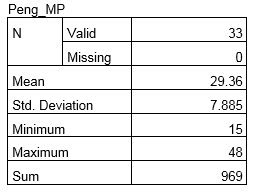 Peng_MP
N Valid 33
Missing 0
Mean 29.36
Std. Deviation 7.885
Minimum 15
Maximum 48
Sum 969